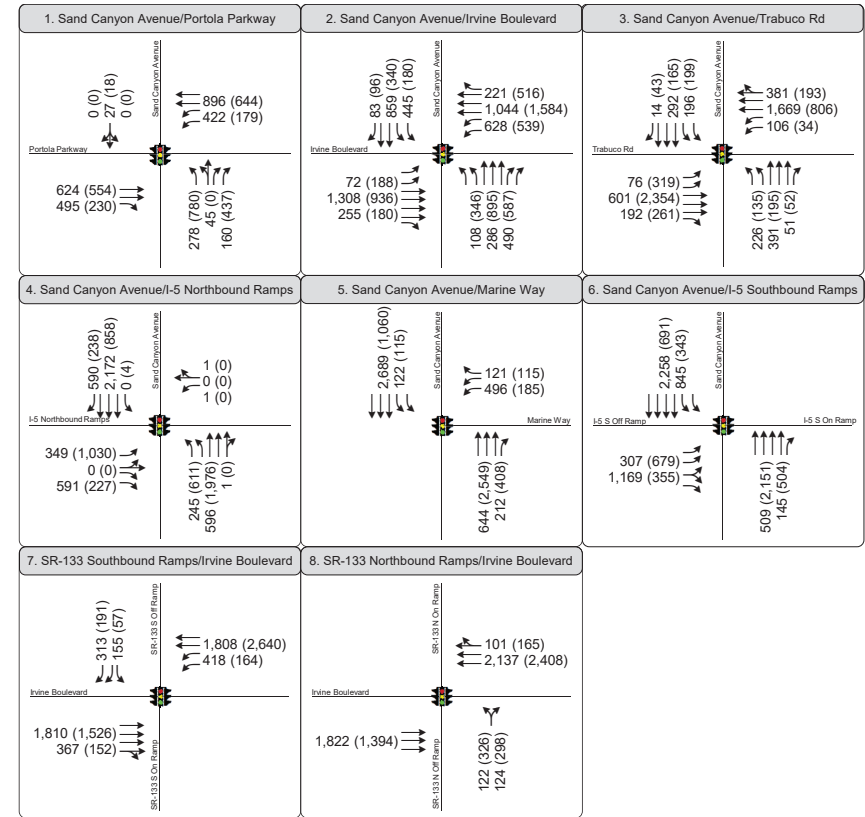 1. Sand Canyon Avenue/Portola Parkway
0 (0)
27 (18)
0 (0)
Sand Canyon Avenue
896 (644)
422 (179)
Portola Parkway
624 (554)
495 (230)
278 (780)
45 (0)
160 (437)
2. Sand Canyon Avenue/Irvine Boulevard
83 (96)
859 (340)
445 (180)
Sand Canyon Avenue
221 (516)
1,044 (1,584)
628 (539)
Irvine Boulevard
72 (188)
1,308 (936)
255 (180)
108 (346)
286 (895)
490 (587)
3. Sand Canyon Avenue/Trabuco Rd
14 (43)
292 (165)
196 (199)
Sand Canyon Avenue
381 (193)
1,669 (806)
106 (34)
Trabuco Rd
76 (319)
601 (2,354)
192 (261)
226 (135)
391 (195)
51 (52)
4. Sand Canyon Avenue/I-5 Northbound Ramps
590 (238)
2,172 (858)
0 (4)
Sand Canyon Avenue
1 (0)
0 (0)
1 (0)
I-5 Northbound Ramps
349 (1,030)
0 (0)
591 (227)
245 (611)
596 (1,976)
1 (0)
5. Sand Canyon Avenue/Marine Way
2,689 (1,060)
122 (115)
Sand Canyon Avenue
121 (115)
496 (185)
Marine Way
644 (2,549)
212 (408)
6. Sand Canyon Avenue/I-5 Southbound Ramps
2,258 (691)
845 (343)
Sand Canyon Avenue
I-5 S Off Ramp
I-5 S On Ramp
307 (679)
1,169 (355)
509 (2,151)
145 (504)
7. SR-133 Southbound Ramps/Irvine Boulevard
313 (191)
155 (57)
SR-133 S Off Ramp
1,808 (2,640)
418 (164)
Irvine Boulevard
1,810 (1,526)
367 (152)
SR-133 S On Ramp
8. SR-133 Northbound Ramps/Irvine Boulevard
SR-133 N On Ramp
101 (165)
2,137 (2,408)
Irvine Boulevard
1,822 (1,394)
SR-133 N Off Ramp
122 (326)
124 (298)